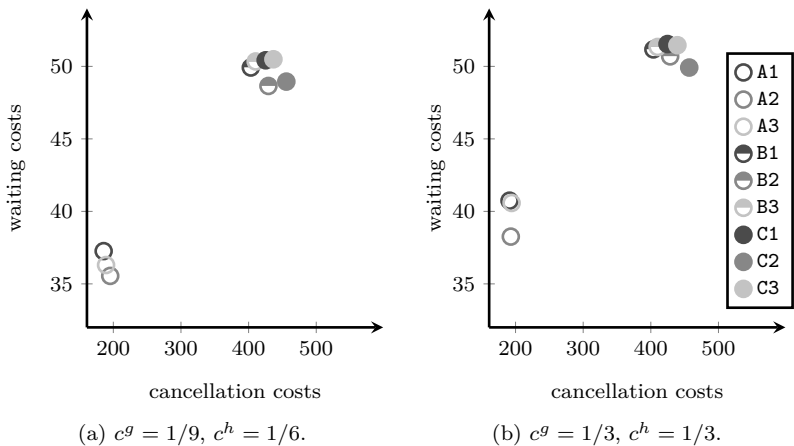 50
45
40
35
waiting costs
200 300 400 500
cancellation costs
(a) c^g = 1/9, c^h = 1/6.
50
45
40
35
waiting costs
200 300 400 500
cancellation costs
(b) c^g = 1/3, c^h = 1/3.
A1
A2
A3
B1
B2
B3
C1
C2
C3